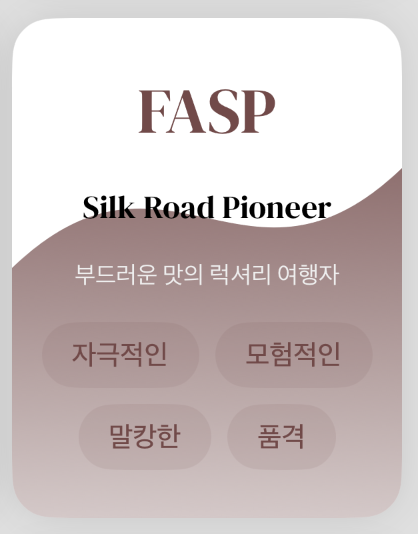 FASP
Silk Road Pioneer
부드러운 맛의 럭셔리 여행자
자극적인 모험적인
말캉한 품격